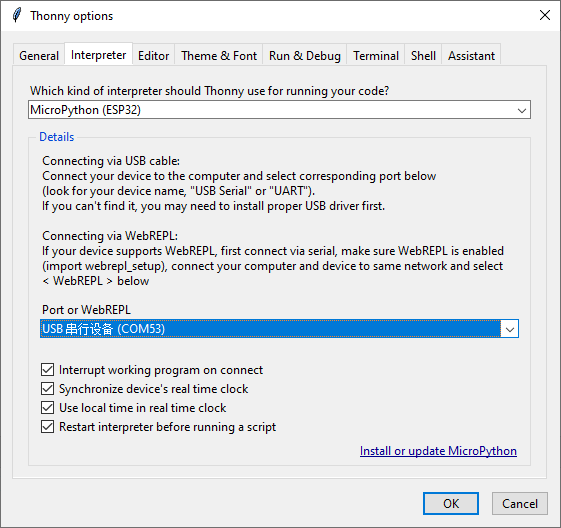 Thonny options
General Interpreter Editor Theme & Font Run & Debug Terminal Shell Assistant
Which kind of interpreter should Thonny use for running your code?
MicroPython (ESP32)
Details
Connecting via USB cable:
Connect your device to the computer and select corresponding port below
(look for your device name, "USB Serial" or "UART").
If you can't find it, you may need to install proper USB driver first.
Connecting via WebREPL:
If your device supports WebREPL, first connect via serial, make sure WebREPL is enabled
(import webrepl_setup), connect your computer and device to same network and select
< WebREPL > below
Port or WebREPL
USB 串行设备 (COM53)
Interrupt working program on connect
Synchronize device's real time clock
Use local time in real time clock
Restart interpreter before running a script
Install or update MicroPython
OK Cancel